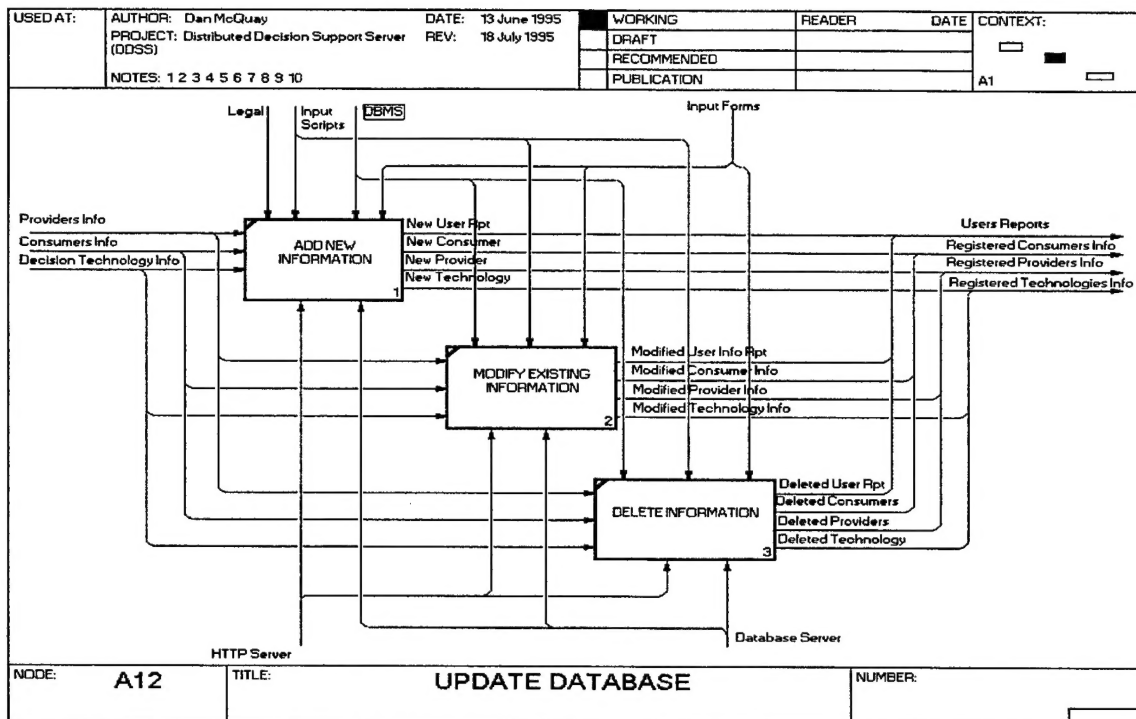 USED AT:
AUTHOR: Dan McQuay
DATE: 13 June 1995
PROJECT: Distributed Decision Support Server
(DDSS)
REV: 18 July 1995
NOTES: 1 2 3 4 5 6 7 8 9 10
WORKING
DRAFT
RECOMMENDED
PUBLICATION
READER DATE
CONTEXT:
A1
Legal
Input
Scripts
DBMS
Input Forms
Providers Info
Consumers Info
Decision Technology Info
ADD NEW
INFORMATION
1
New User Rpt
New Consumer
New Provider
New Technology
Users Reports
Registered Consumers Info
Registered Providers Info
Registered Technologies Info
MODIFY EXISTING
INFORMATION
2
Modified User Info Rpt
Modified Consumer Info
Modified Provider Info
Modified Technology Info
DELETE INFORMATION
3
Deleted User Rpt
Deleted Consumers
Deleted Providers
Deleted Technology
HTTP Server
Database Server
NODE: A12
TITLE: UPDATE DATABASE
NUMBER: